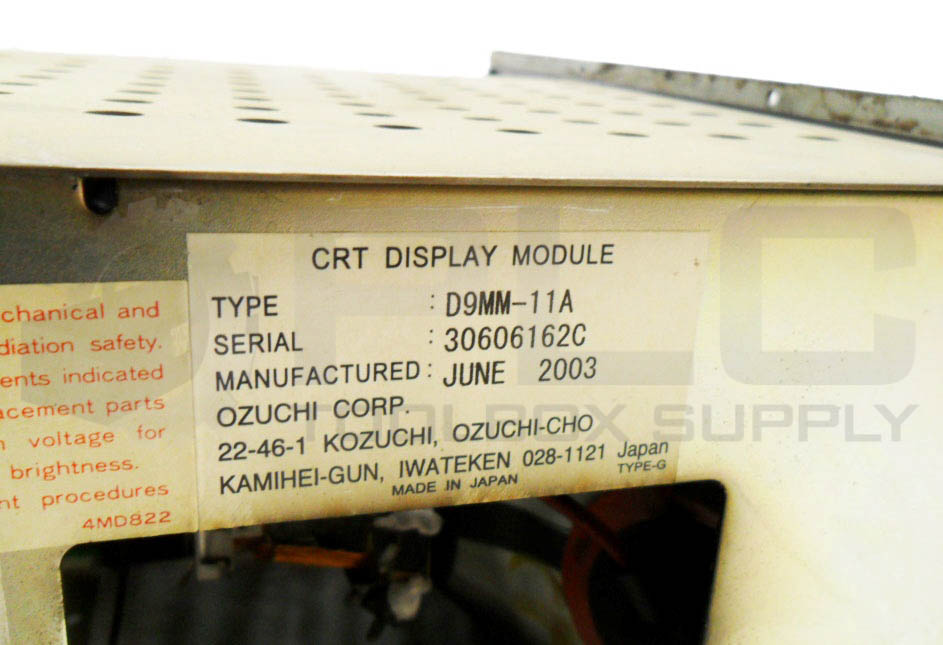 CRT DISPLAY MODULE
TYPE : D9MM-11A
SERIAL : 30606162C
MANUFACTURED : JUNE 2003
OZUCHI CORP.
22-46-1 KOZUCHI, OZUCHI-CHO
KAMIHEI-GUN, IWATEKEN 028-1121 Japan
MADE IN JAPAN TYPE-G
chanical and
diation safety.
ents indicated
acement parts
voltage for
brightness.
nt procedures
4MD822
PLC
TOOLBOX SUPPLY